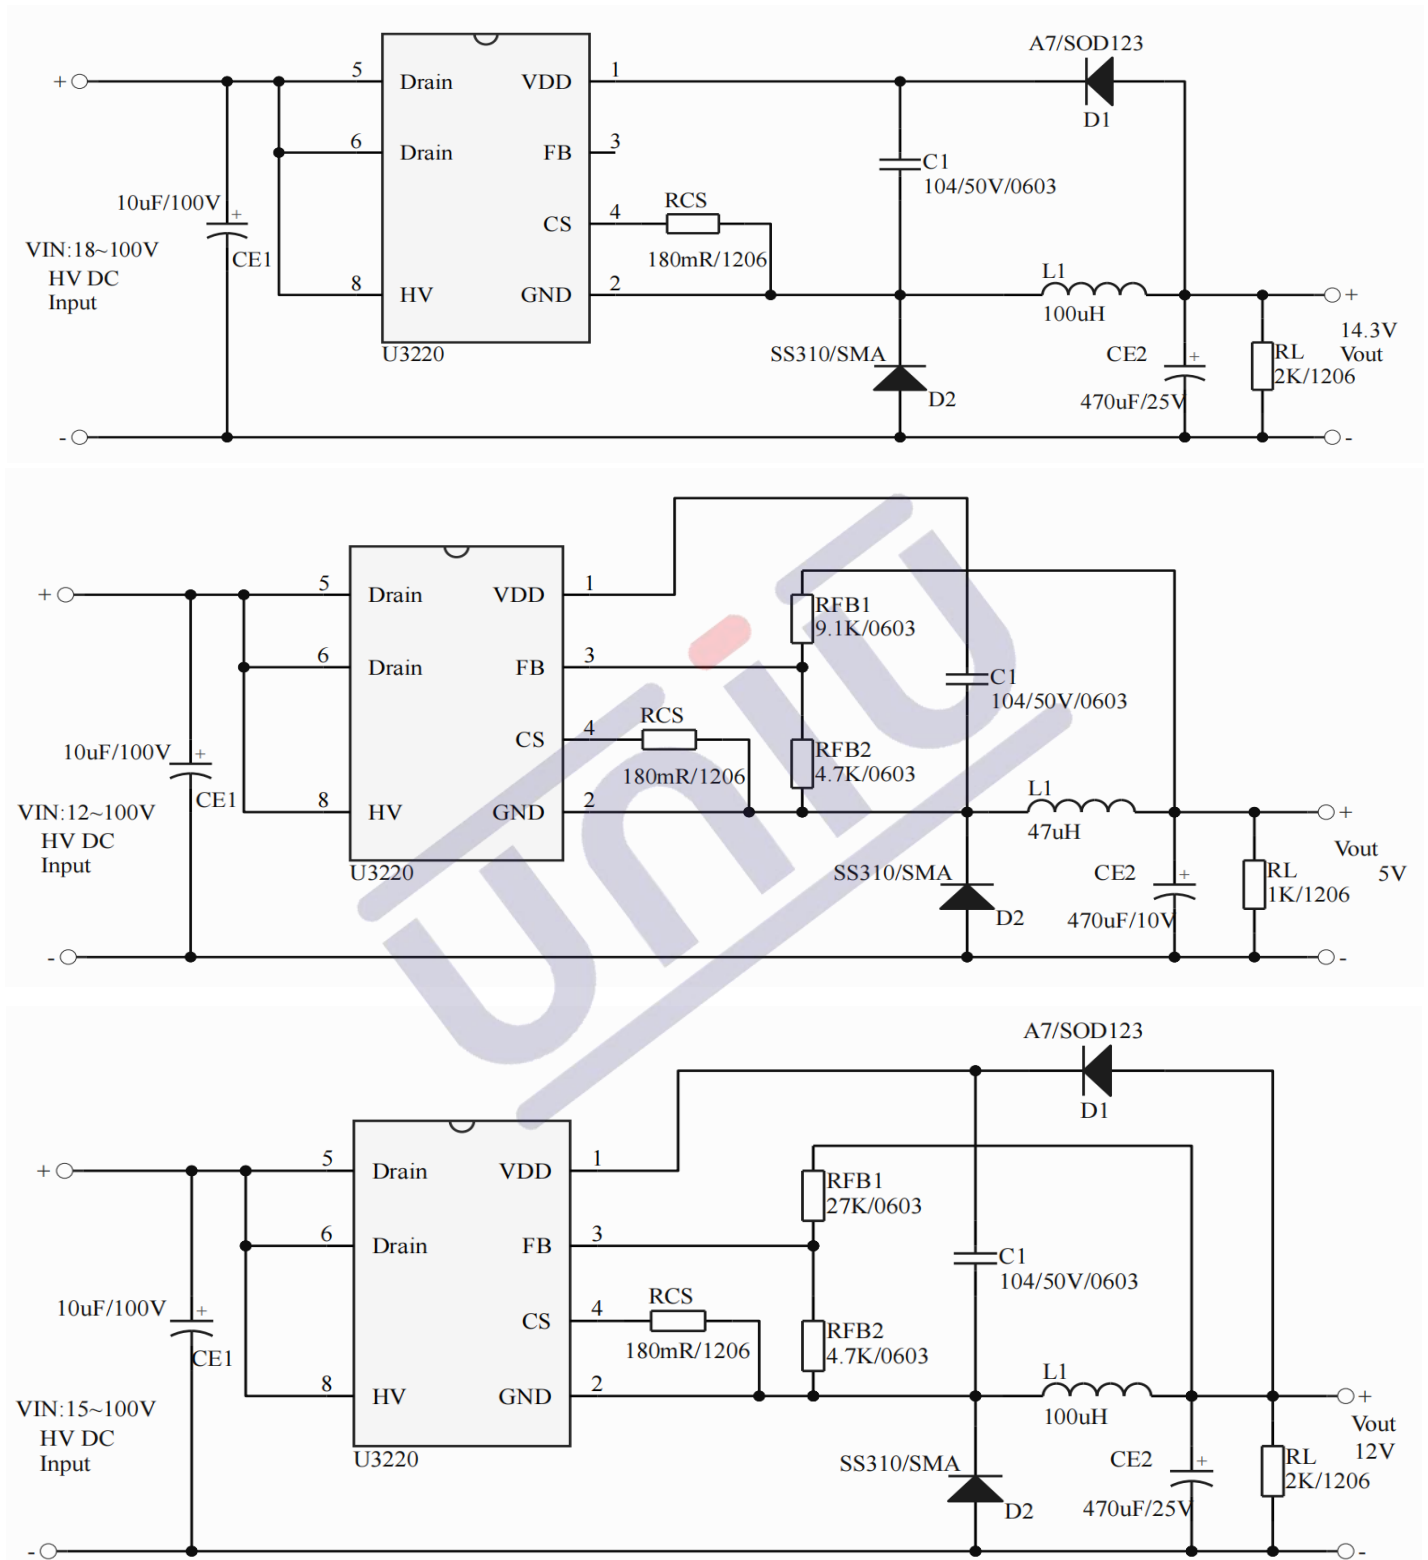 A7/SOD123
+
5
Drain
VDD
1
D1
6
Drain
FB
3
C1
104/50V/0603
10uF/100V
+
RCS
CS
4
VIN:18~100V
HV DC
Input
CE1
180mR/1206
L1
8
HV
GND
2
+
100uH
14.3V
Vout
U3220
SS310/SMA
CE2
+
RL
2K/1206
D2
470uF/25V
-
-
+
5
Drain
VDD
1
RFB1
9.1K/0603
6
Drain
FB
3
C1
104/50V/0603
RCS
CS
4
10uF/100V
+
RFB2
4.7K/0603
180mR/1206
CE1
L1
VIN:12~100V
HV DC
Input
8
HV
GND
2
+
47uH
Vout
5V
U3220
SS310/SMA
CE2
+
RL
1K/1206
D2
470uF/10V
-
-
uniU
A7/SOD123
D1
+
5
Drain
VDD
1
RFB1
27K/0603
6
Drain
FB
3
C1
104/50V/0603
10uF/100V
+
RCS
CS
4
RFB2
4.7K/0603
180mR/1206
CE1
L1
8
HV
GND
2
+
VIN:15~100V
HV DC
Input
100uH
Vout
12V
U3220
SS310/SMA
CE2
+
RL
2K/1206
D2
470uF/25V
-
-